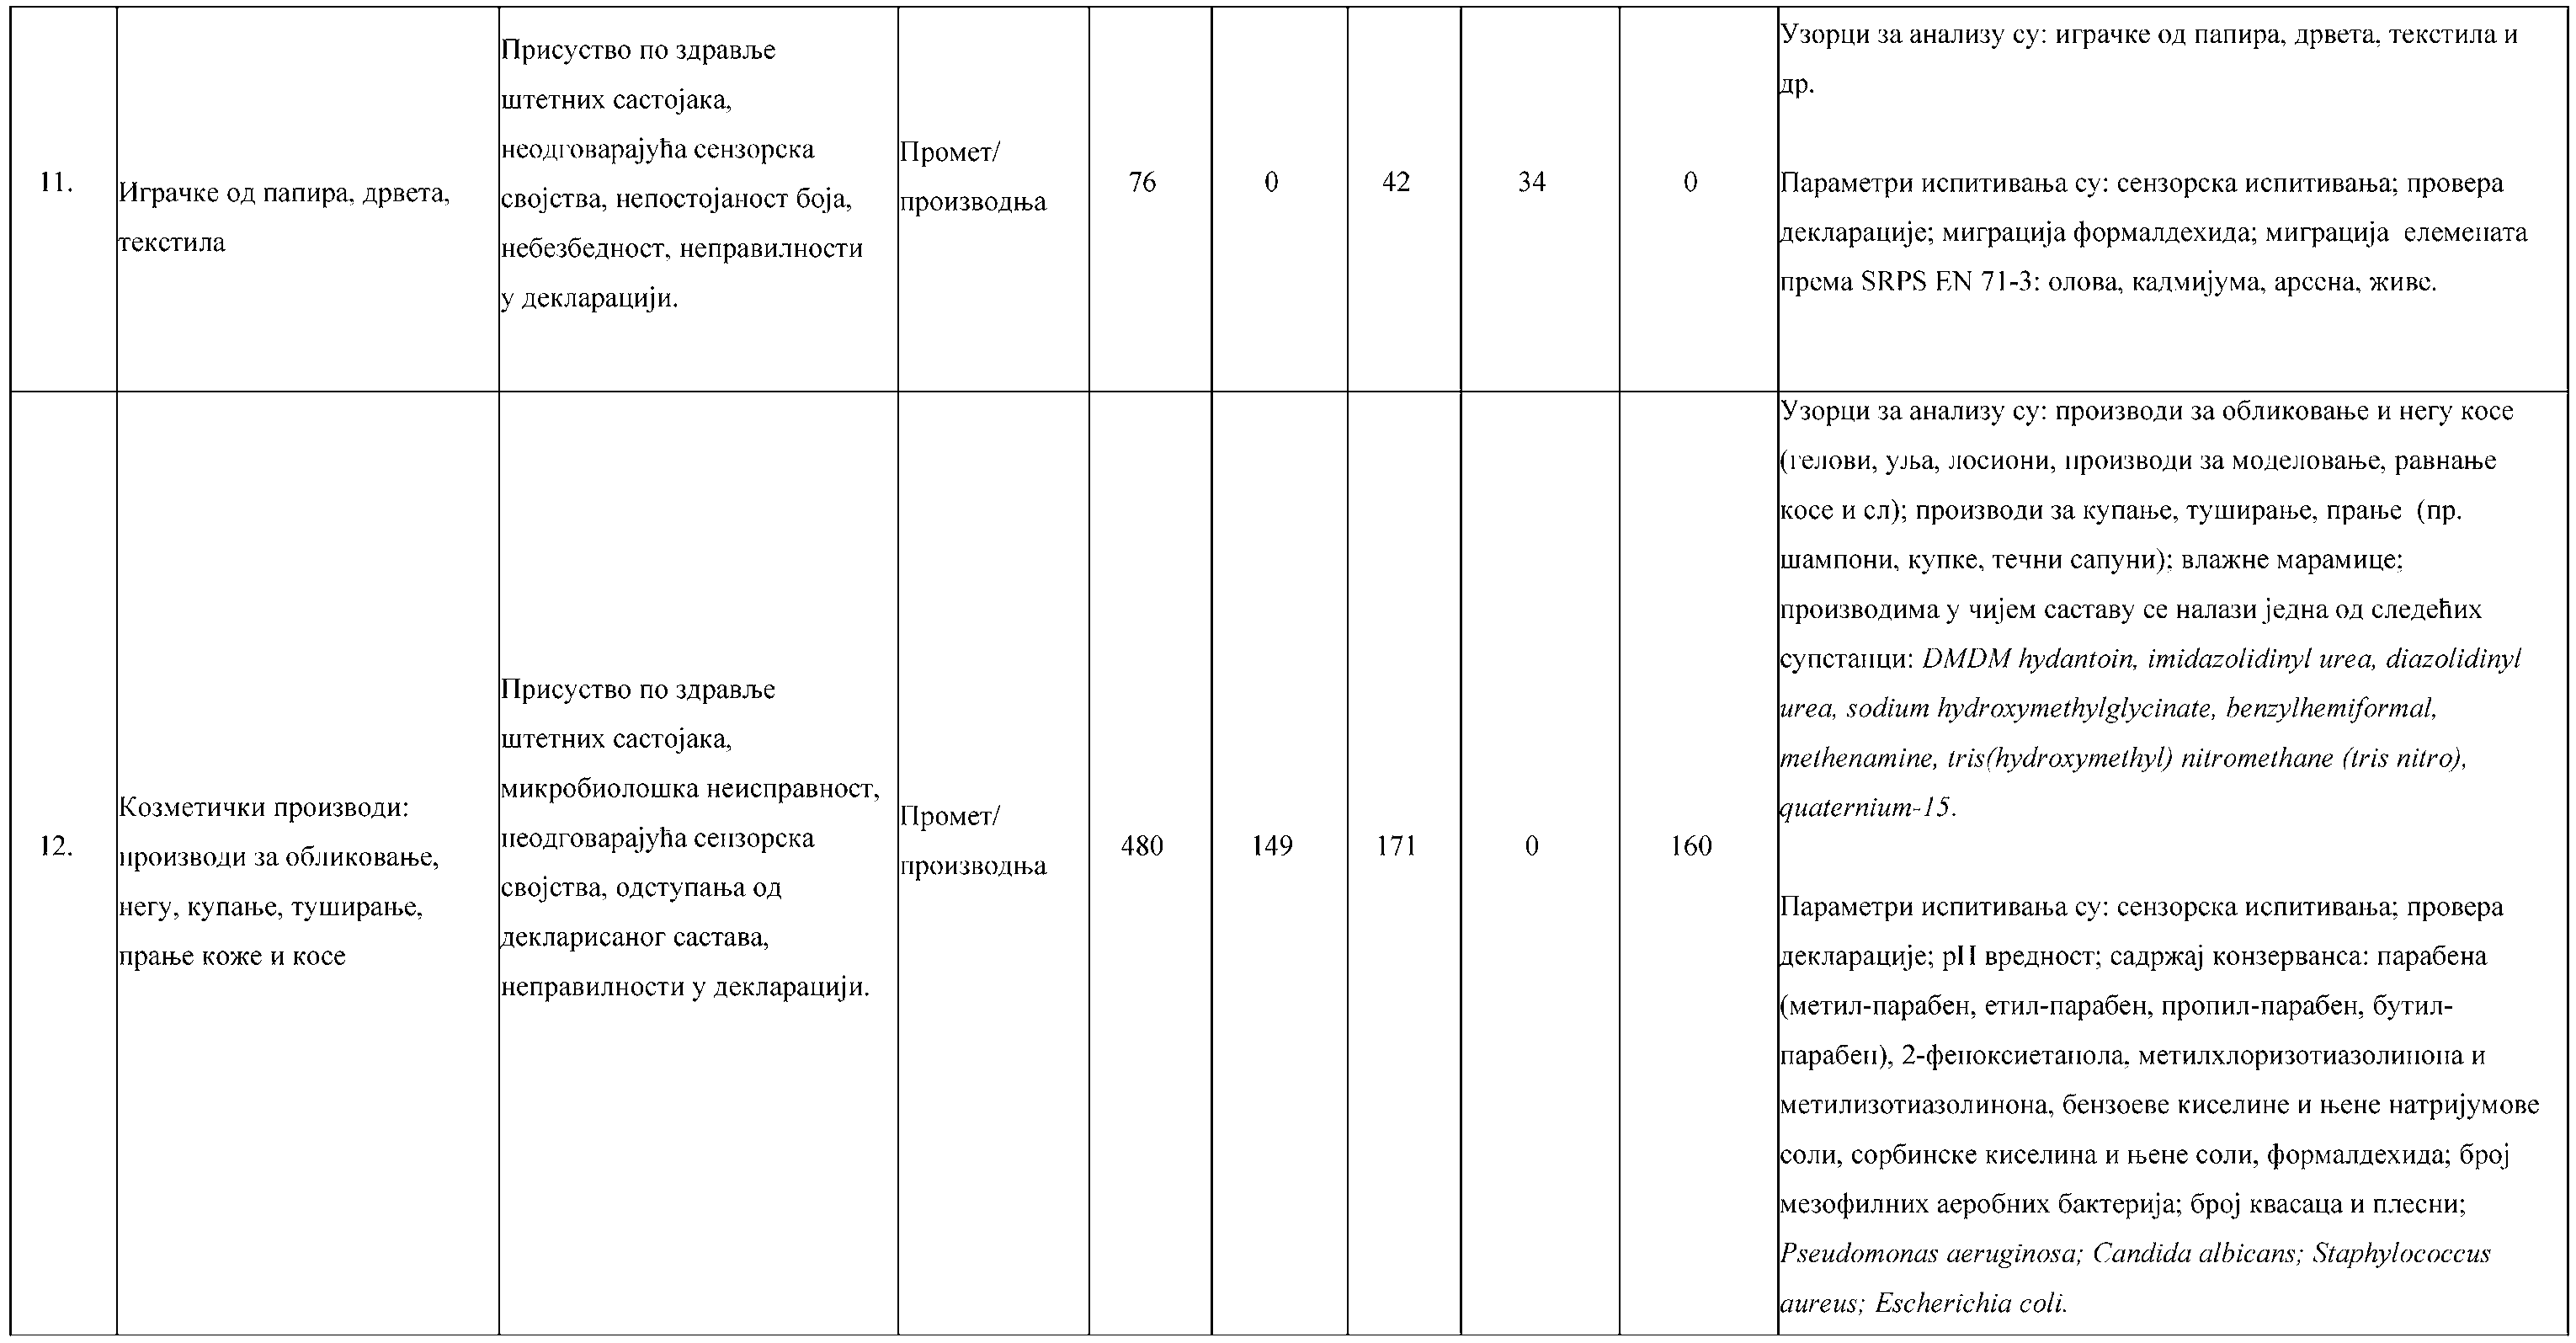 11.
Играчке од папира, дрвета,
текстила
Присуство по здравље
штетних састојака,
неодговарајућа сензорска
својства, непостојаност боја,
небезбедност, неправилности
у декларацији.
Промет/
производња
76
0
42
34
0
Узорци за анализу су: играчке од папира, дрвета, текстила и
др.
Параметри испитивања су: сензорска испитивања; провера
декларације; миграција формалдехида; миграција елемената
према SRPS EN 71-3: олова, кадмијума, арсена, живе.
12.
Козметички производи:
производи за обликовање,
негу, купање, туширање,
прање коже и косе
Присуство по здравље
штетних састојака,
микробиолошка неисправност,
неодговарајућа сензорска
својства, одступања од
декларисаног састава,
неправилности у декларацији.
Промет/
производња
480
149
171
0
160
Узорци за анализу су: производи за обликовање и негу косе
(гелови, уља, лосиони, производи за моделовање, равнање
косе и сл); производи за купање, туширање, прање (пр.
шампони, купке, течни сапуни); влажне марамице;
производима у чијем саставу се налази једна од следећих
супстанци: DMDM hydantoin, imidazolidinyl urea, diazolidinyl
urea, sodium hydroxymethylglycinate, benzylhemiformal,
methenamine, tris(hydroxymethyl) nitromethane (tris nitro),
quaternium-15.
Параметри испитивања су: сензорска испитивања; провера
декларације; pH вредност; садржај конзерванса: парабена
(метил-парабен, етил-парабен, пропил-парабен, бутил-
парабен), 2-феноксиетанола, метилхлоризотиазолинона и
метилизотиазолинона, бензоеве киселине и њене натријумове
соли, сорбинске киселина и њене соли, формалдехида; број
мезофилних аеробних бактерија; број квасаца и плесни;
Pseudomonas aeruginosa; Candida albicans; Staphylococcus
aureus; Escherichia coli.